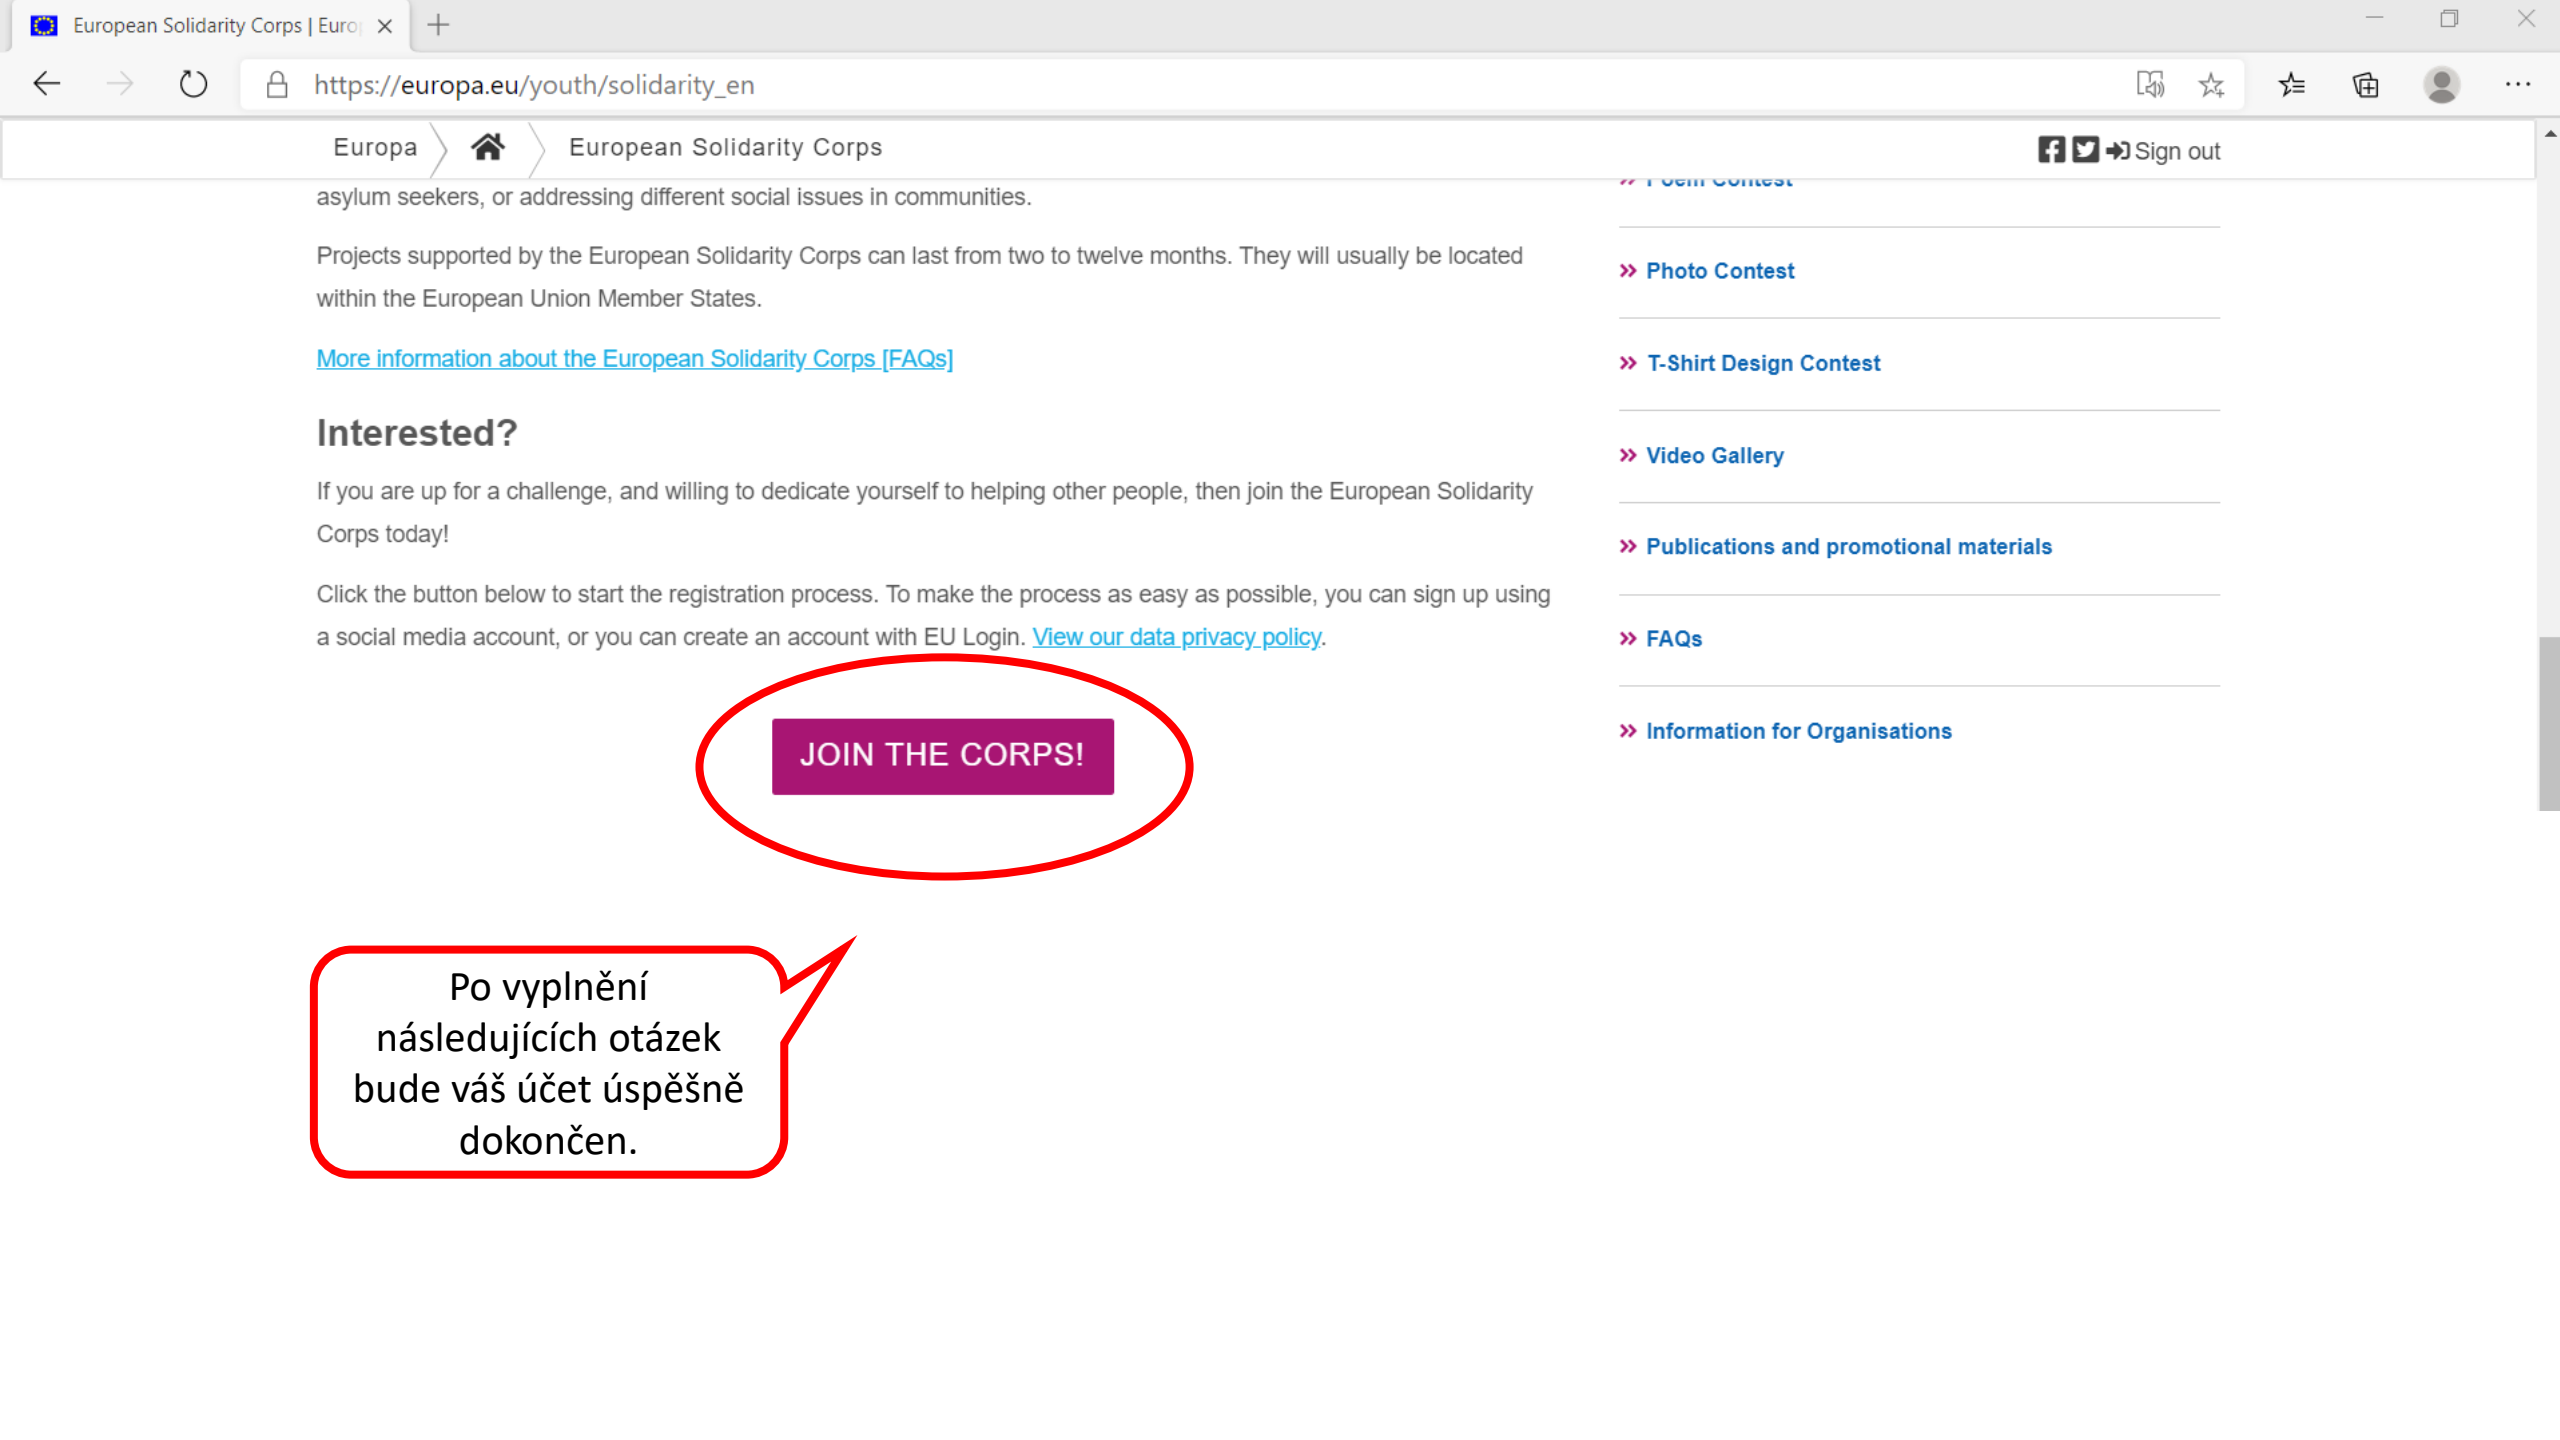 European Solidarity Corps | Euro
https://europa.eu/youth/solidarity_en
Europa
European Solidarity Corps
Sign out
asylum seekers, or addressing different social issues in communities.
Projects supported by the European Solidarity Corps can last from two to twelve months. They will usually be located
within the European Union Member States.
More information about the European Solidarity Corps [FAQs]
Interested?
If you are up for a challenge, and willing to dedicate yourself to helping other people, then join the European Solidarity
Corps today!
Click the button below to start the registration process. To make the process as easy as possible, you can sign up using
a social media account, or you can create an account with EU Login. View our data privacy policy.
JOIN THE CORPS!
Poem Contest
Photo Contest
T-Shirt Design Contest
Video Gallery
Publications and promotional materials
FAQs
Information for Organisations
Po vyplnění
následujících otázek
bude váš účet úspěšně
dokončen.